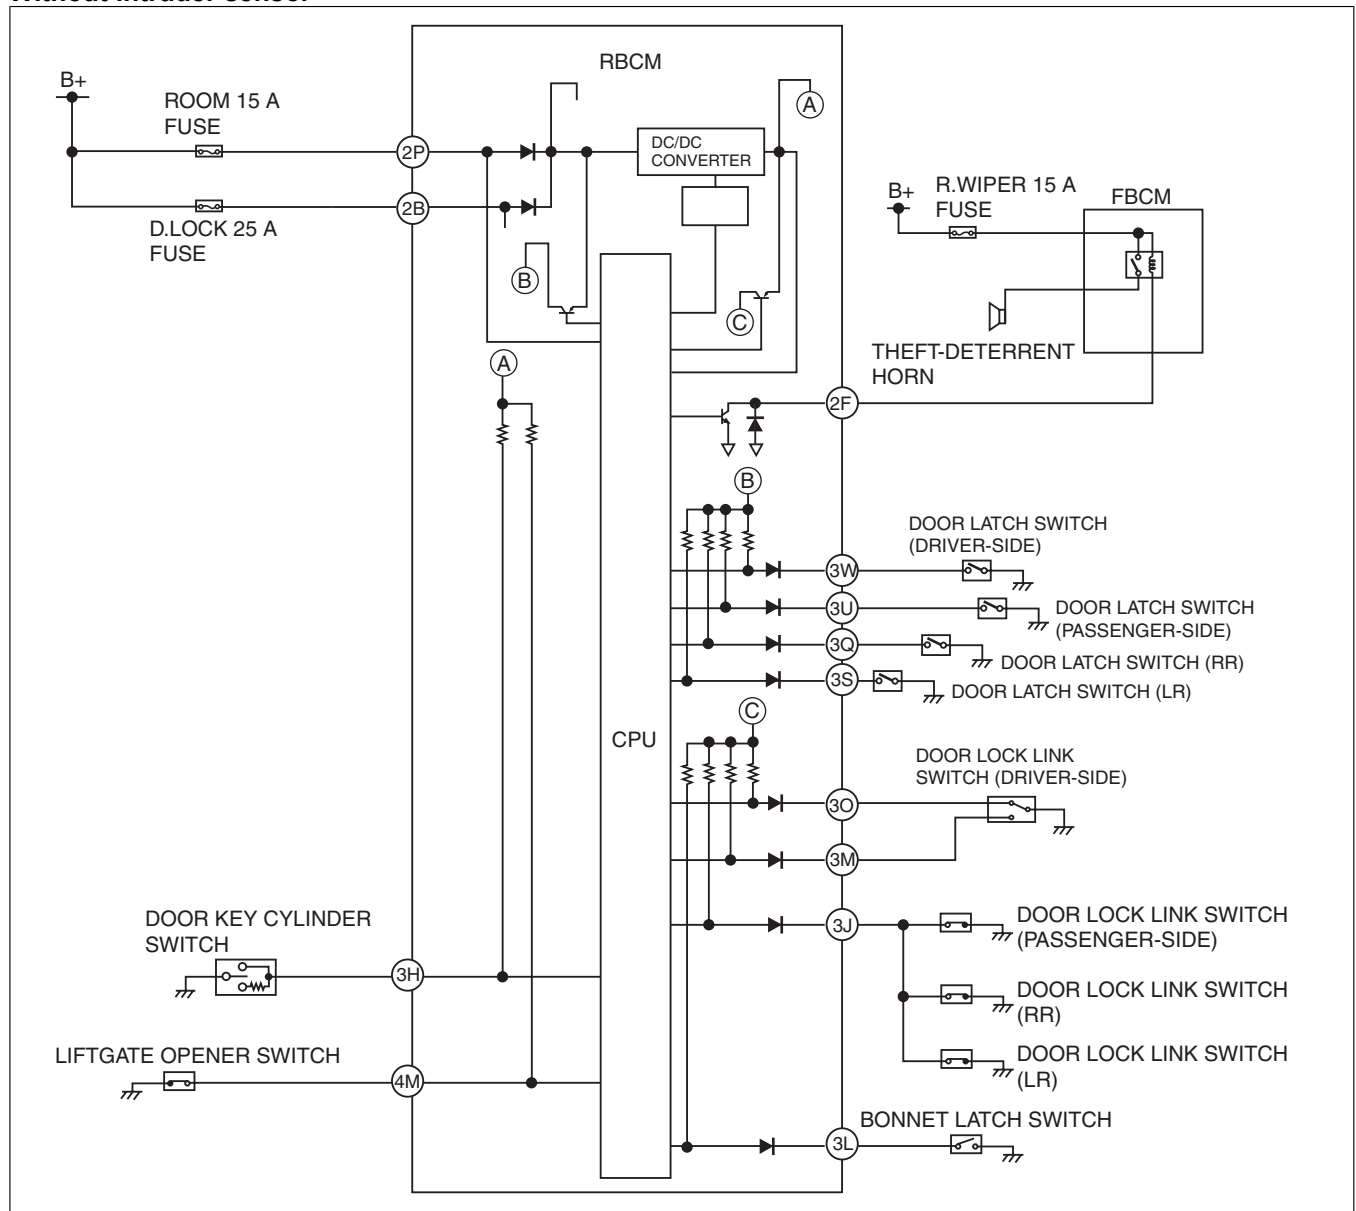 RBCM
B+
ROOM 15 A
FUSE
A
2P
DC/DC
CONVERTER
2B
D.LOCK 25 A
FUSE
B
C
B+
R.WIPER 15 A
FUSE
FBCM
THEFT-DETERRENT
HORN
A
2F
B
DOOR LATCH SWITCH
(DRIVER-SIDE)
3W
3U
DOOR LATCH SWITCH
(PASSENGER-SIDE)
3Q
DOOR LATCH SWITCH (RR)
3S
DOOR LATCH SWITCH (LR)
C
CPU
DOOR LOCK LINK
SWITCH (DRIVER-SIDE)
3O
3M
DOOR KEY CYLINDER
SWITCH
3J
DOOR LOCK LINK SWITCH
(PASSENGER-SIDE)
3H
DOOR LOCK LINK SWITCH
(RR)
LIFTGATE OPENER SWITCH
4M
DOOR LOCK LINK SWITCH
(LR)
BONNET LATCH SWITCH
3L